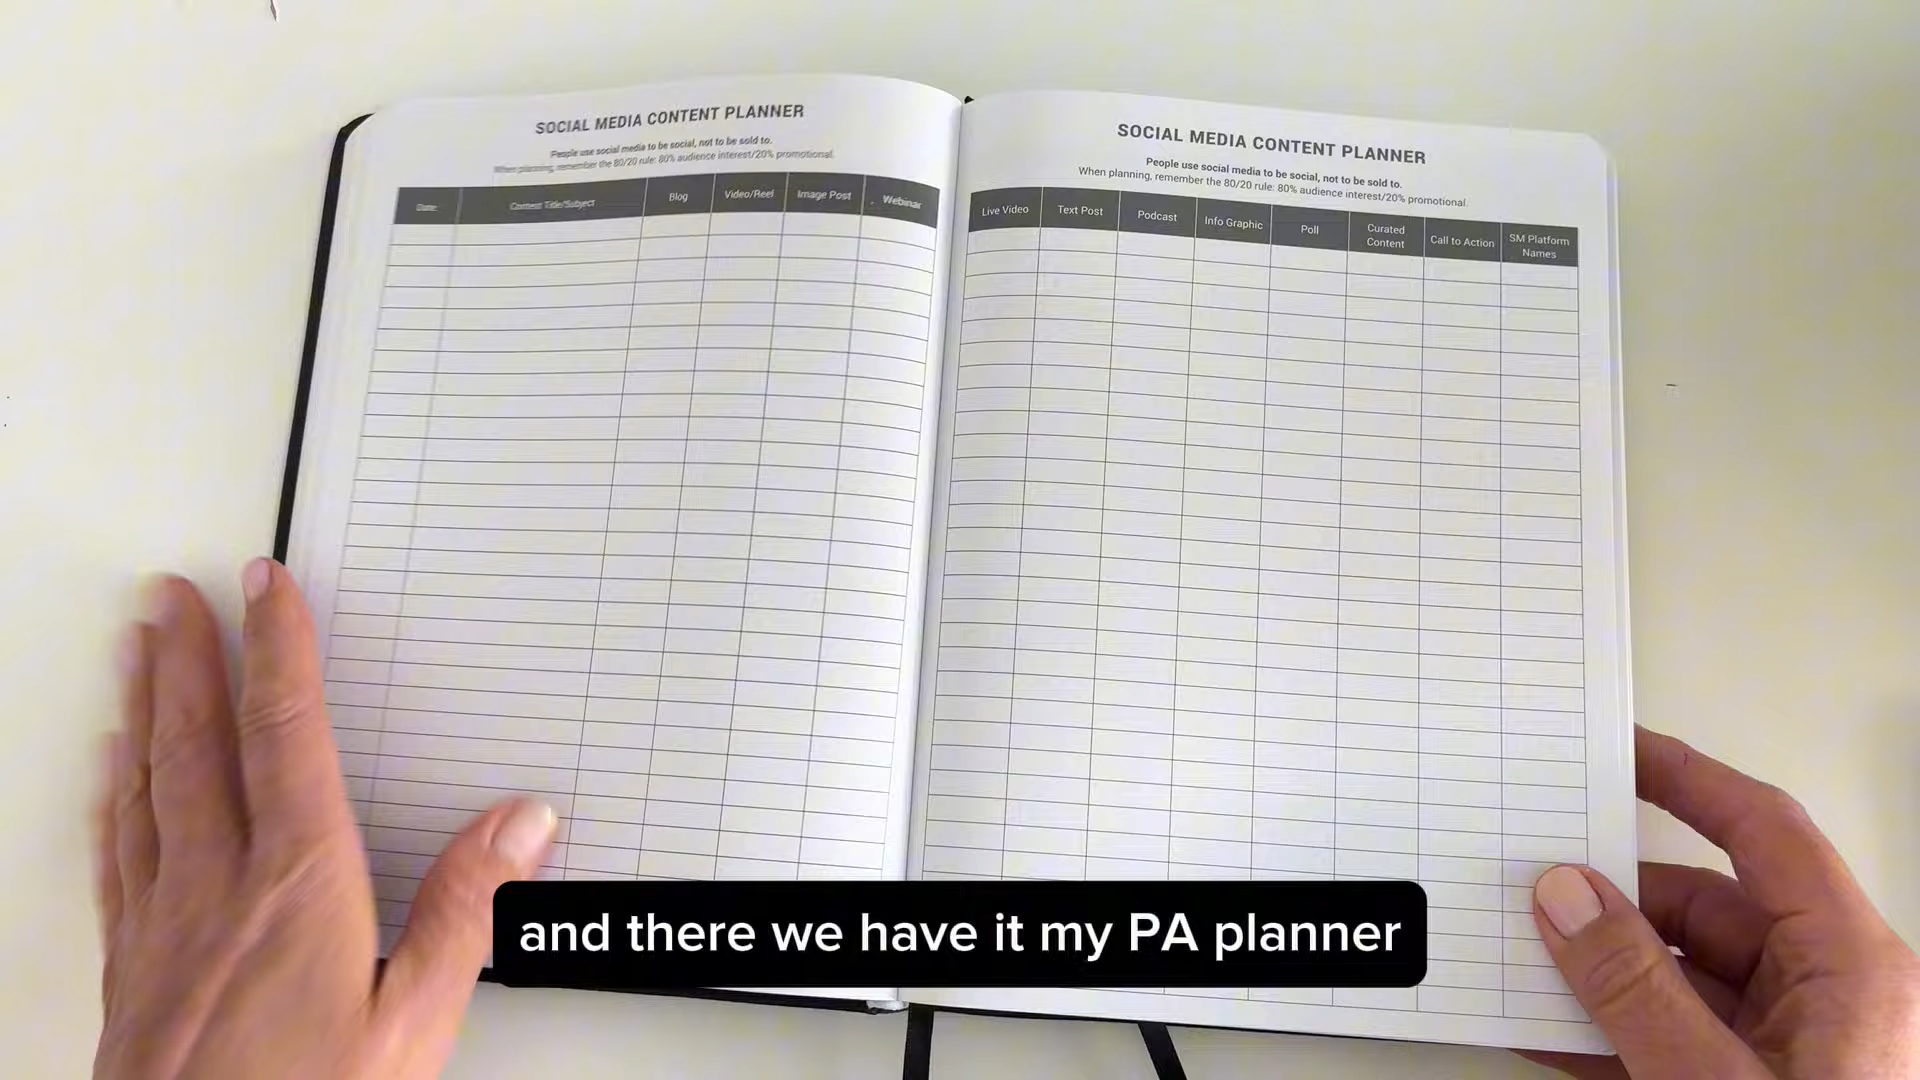 SOCIAL MEDIA CONTENT PLANNER
People use social media to be social, not to be sold to.
When planning, remember the 80/20 rule: 80% audience interest/20% promotional.
Date
Content Title/Subject
Blog
Video/Reel
Image Post
Webinar
SOCIAL MEDIA CONTENT PLANNER
People use social media to be social, not to be sold to.
When planning, remember the 80/20 rule: 80% audience interest/20% promotional.
Live Video
Text Post
Podcast
Info Graphic
Poll
Curated
Content
Call to Action
SM Platform
Names
and there we have it my PA planner